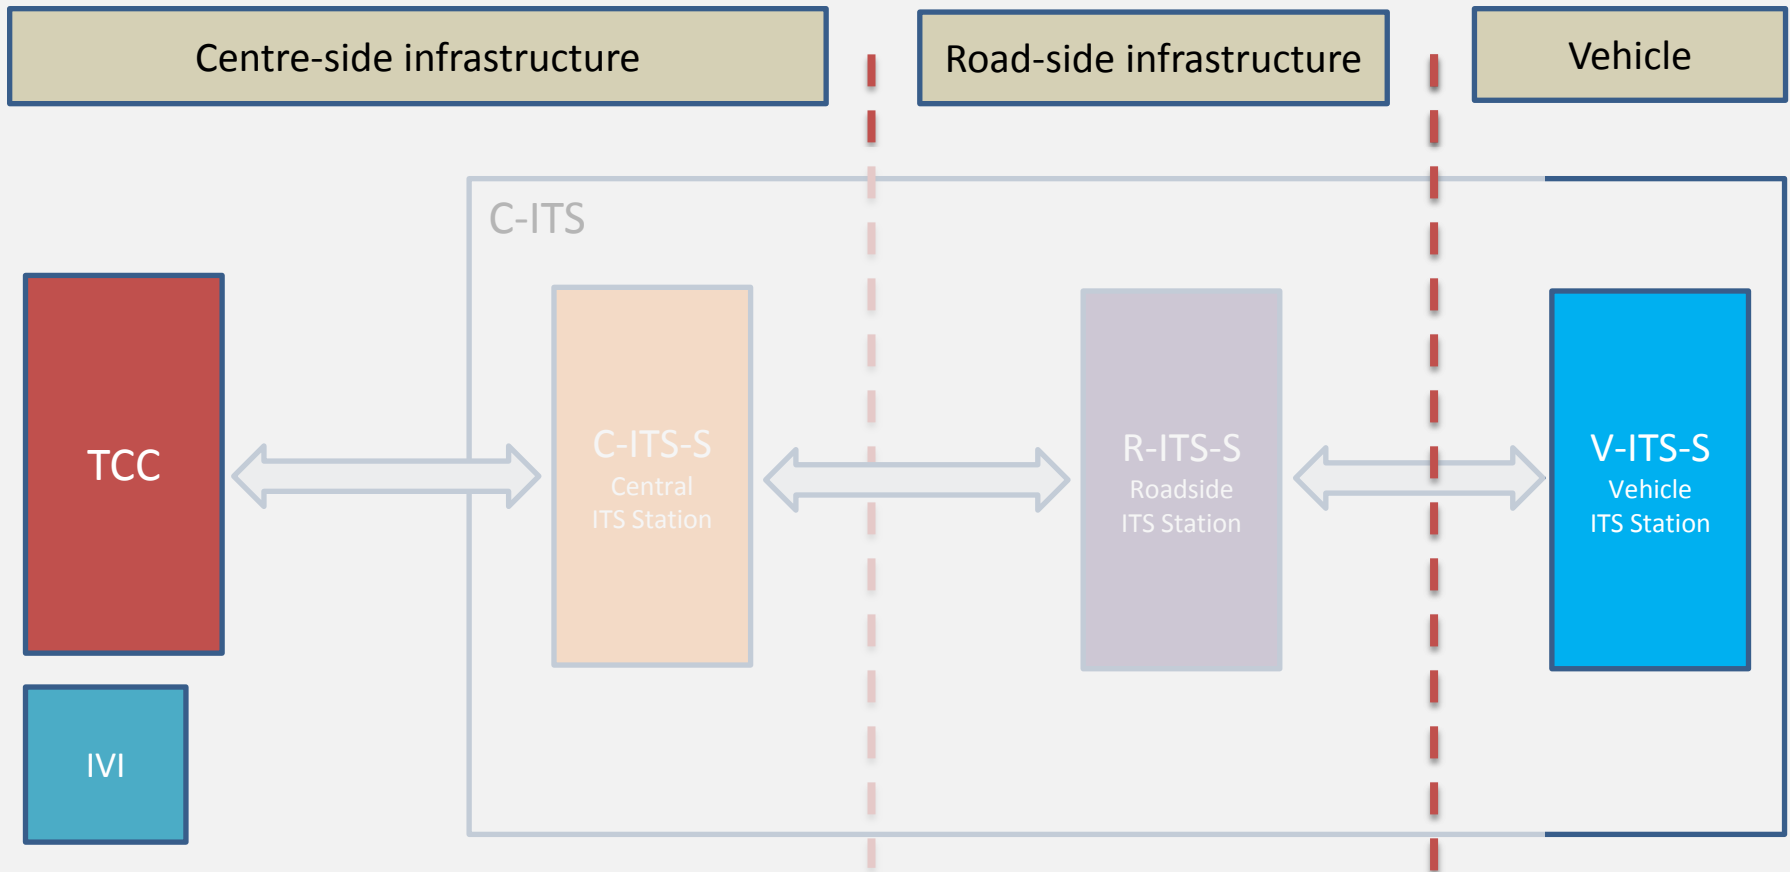 Centre-side infrastructure
Road-side infrastructure
Vehicle
C-ITS
TCC
C-ITS-S
Central
ITS Station
R-ITS-S
Roadside
ITS Station
V-ITS-S
Vehicle
ITS Station
IVI